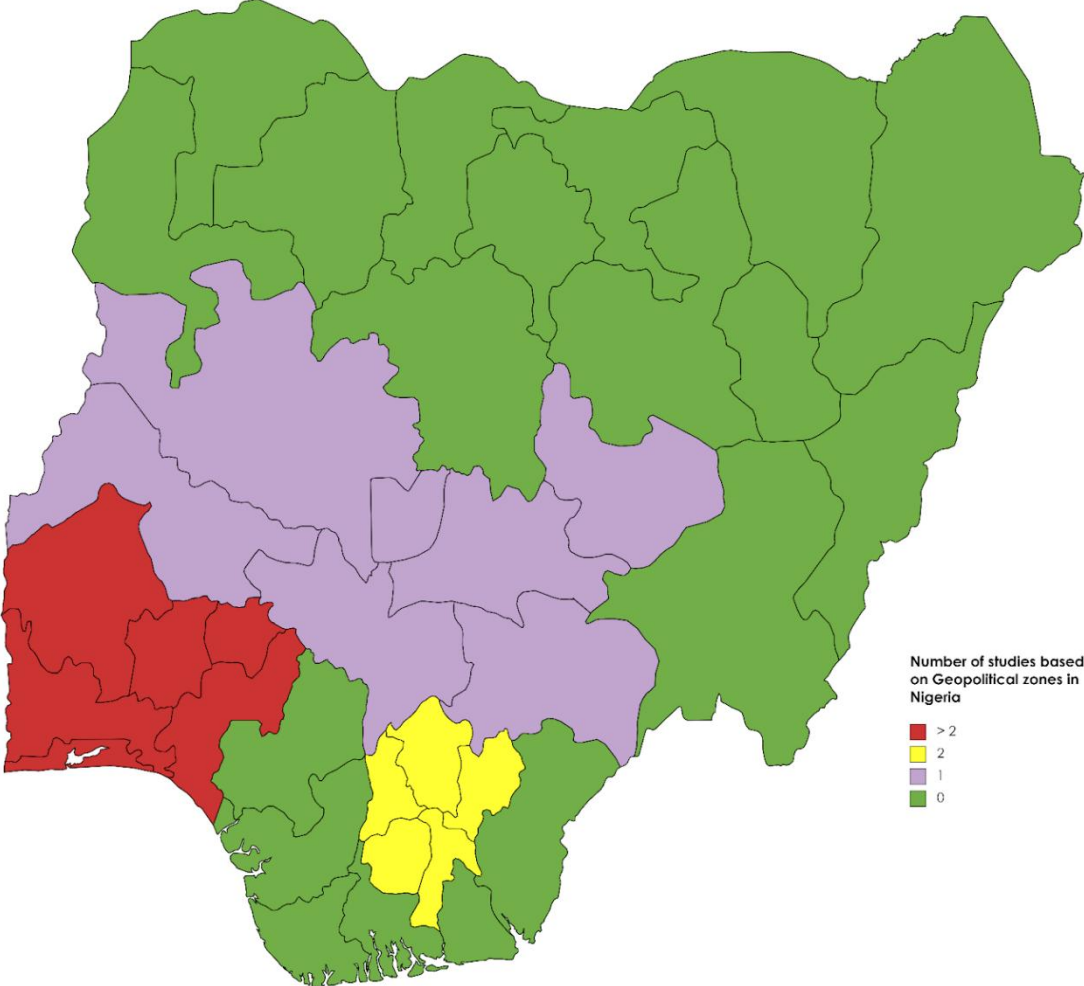 Number of studies based
on Geopolitical zones in
Nigeria
> 2
2
1
0